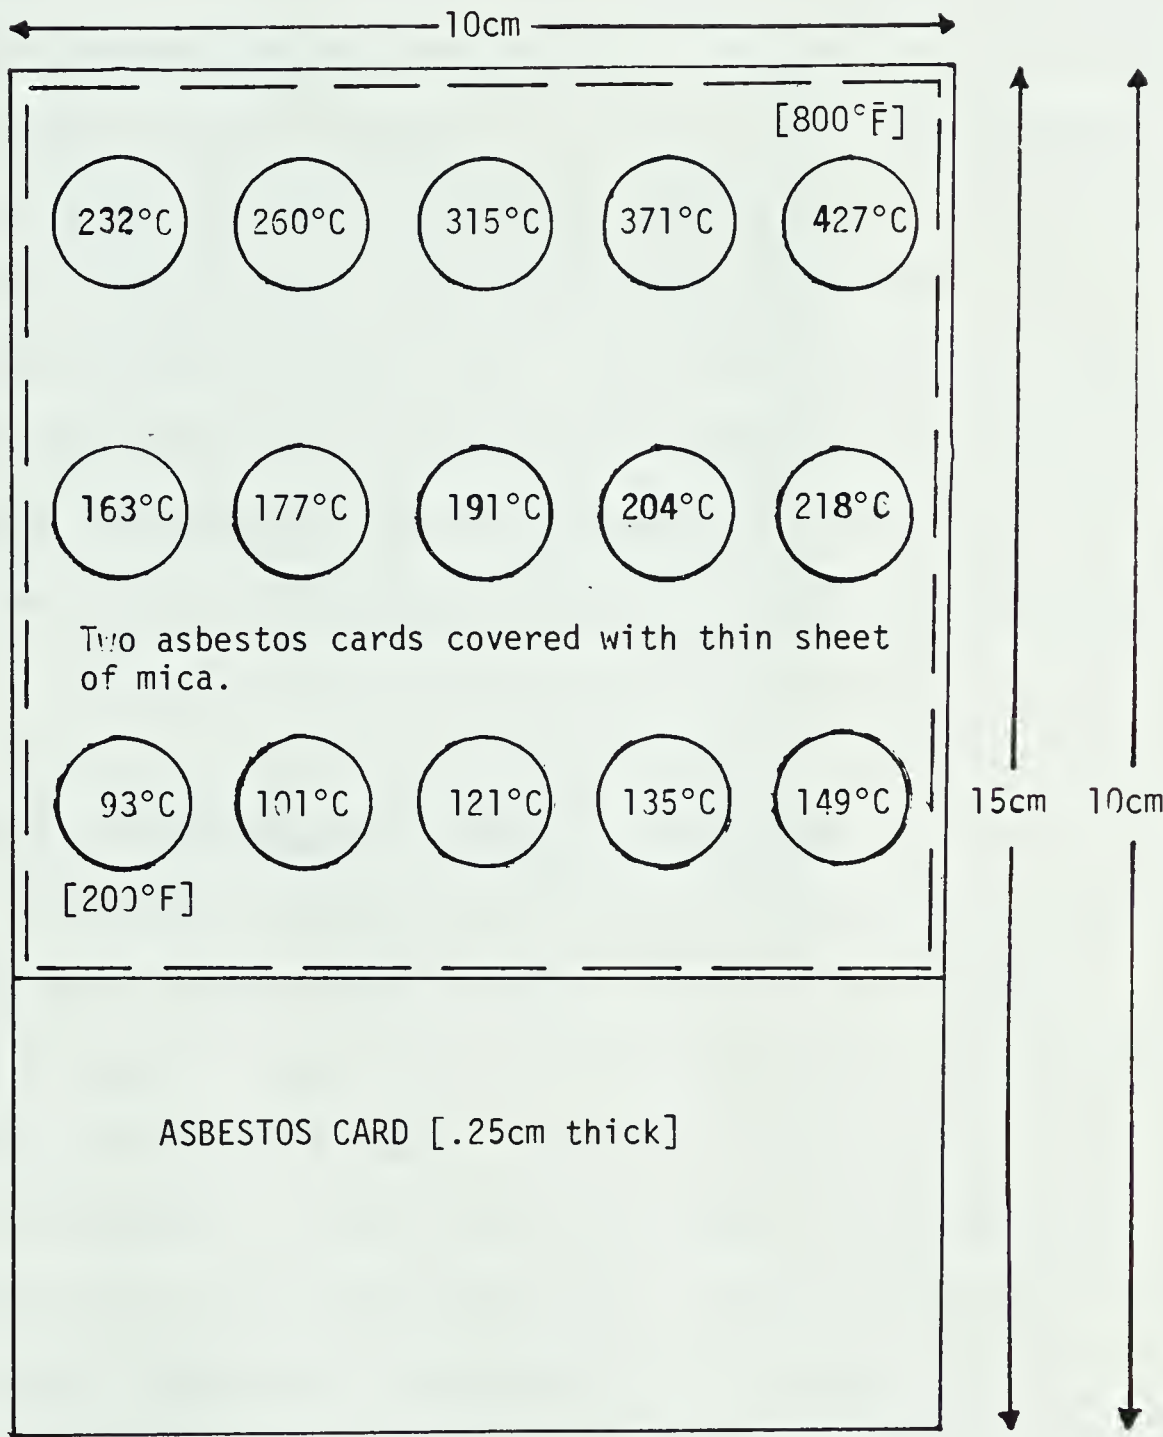 10cm
[800°F]
232°C 260°C 315°C 371°C 427°C
163°C 177°C 191°C 204°C 218°C
Two asbestos cards covered with thin sheet
of mica.
93°C 101°C 121°C 135°C 149°C
15cm 10cm
[200°F]
ASBESTOS CARD [.25cm thick]